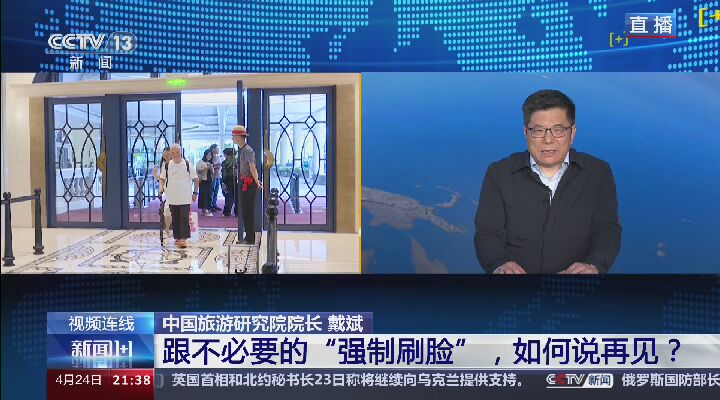 CCTV 13
新闻
直播
[+]
[+]
视频连线
中国旅游研究院院长 戴斌
新闻1+1
跟不必要的“强制刷脸”，如何说再见？
4月24日 21:38 英国首相和北约秘书长23日称将继续向乌克兰提供支持。 CCTV新闻 俄罗斯国防部长